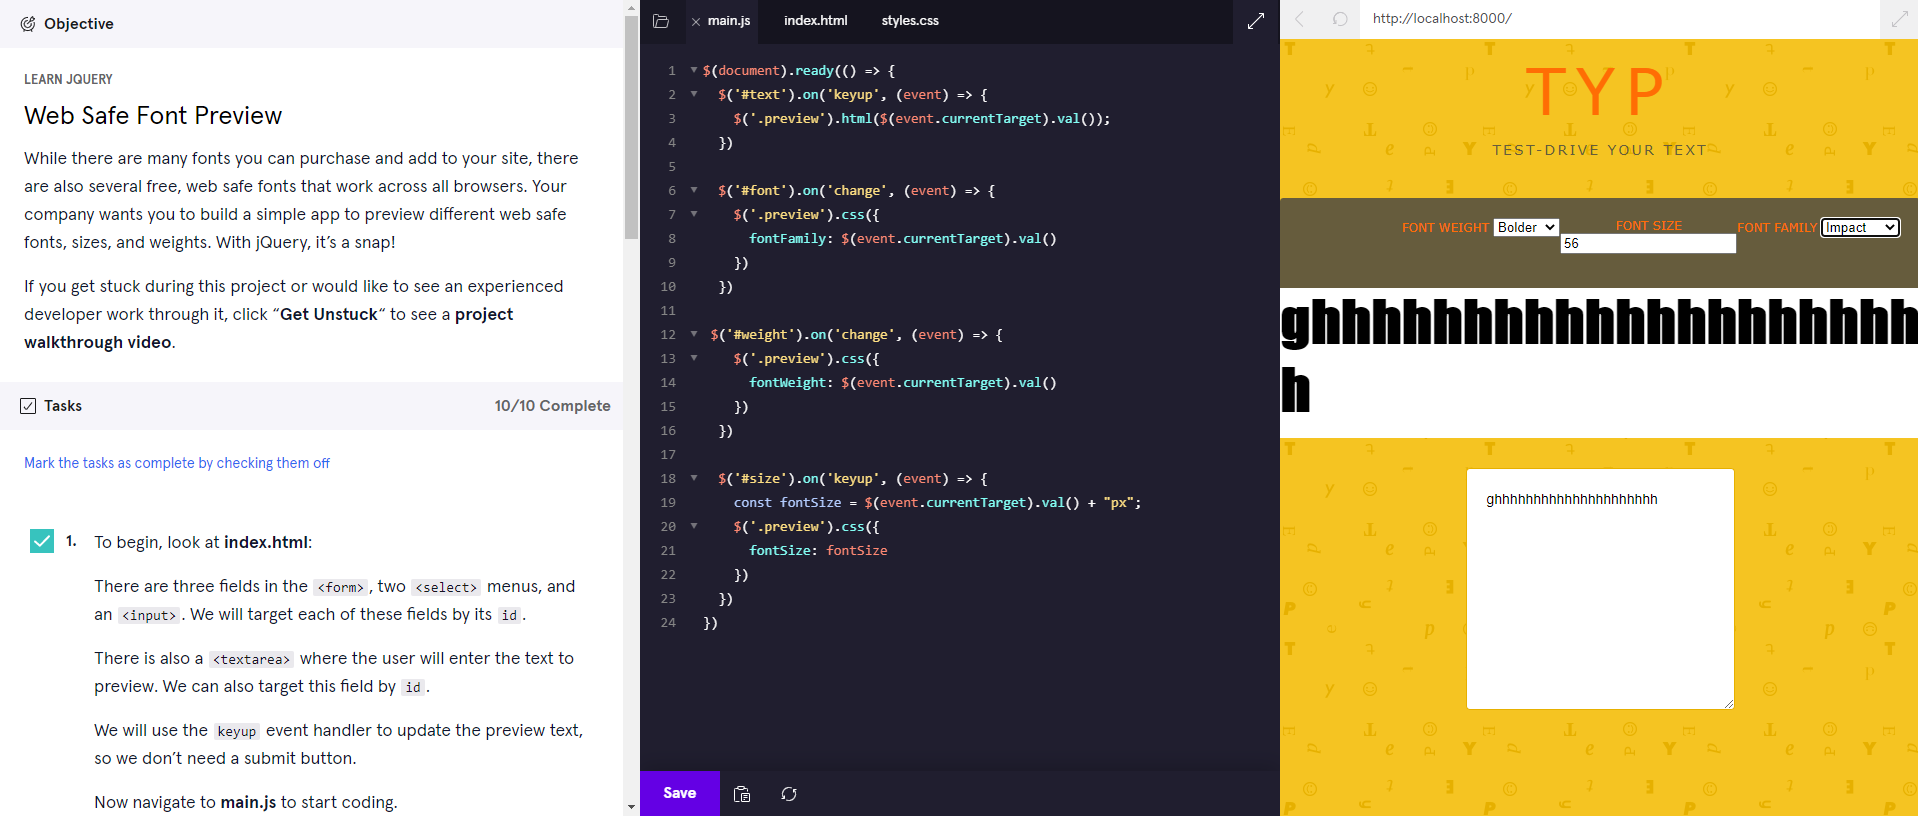 Objective
LEARN JQUERY
Web Safe Font Preview
While there are many fonts you can purchase and add to your site, there
are also several free, web safe fonts that work across all browsers. Your
company wants you to build a simple app to preview different web safe
fonts, sizes, and weights. With jQuery, it’s a snap!
If you get stuck during this project or would like to see an experienced
developer work through it, click “Get Unstuck“ to see a project
walkthrough video.
Tasks
10/10 Complete
Mark the tasks as complete by checking them off
1. To begin, look at index.html:
There are three fields in the <form>, two <select> menus, and
an <input>. We will target each of these fields by its id.
There is also a <textarea> where the user will enter the text to
preview. We can also target this field by id.
We will use the keyup event handler to update the preview text,
so we don’t need a submit button.
Now navigate to main.js to start coding.
main.js index.html styles.css
1 $(document).ready(() => {
2 $('#text').on('keyup', (event) => {
3 $('.preview').html($(event.currentTarget).val());
4 })
5
6 $('#font').on('change', (event) => {
7 $('.preview').css({
8 fontFamily: $(event.currentTarget).val()
9 })
10 })
11
12 $('#weight').on('change', (event) => {
13 $('.preview').css({
14 fontWeight: $(event.currentTarget).val()
15 })
16 })
17
18 $('#size').on('keyup', (event) => {
19 const fontSize = $(event.currentTarget).val() + "px";
20 $('.preview').css({
21 fontSize: fontSize
22 })
23 })
24 })
Save
http://localhost:8000/
TYP
TEST-DRIVE YOUR TEXT
FONT WEIGHT Bolder
FONT SIZE
56
FONT FAMILY Impact
ghhhhhhhhhhhhhhhhhhhh
h
ghhhhhhhhhhhhhhhhhhhhh